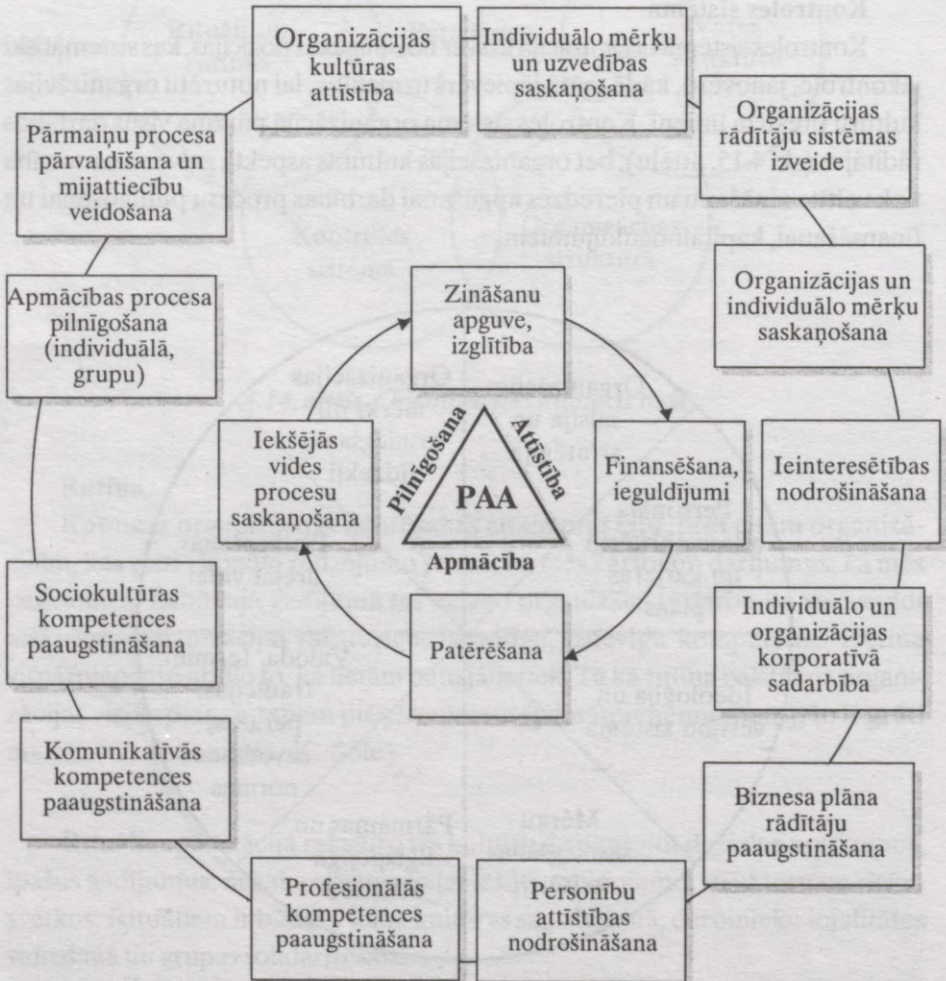 Organizācijas
kultūras
attīstība
Individuālo mērķu
un uzvedības
saskaņošana
Organizācijas
rādītāju sistēmas
izveide
Organizācijas un
individuālo mērķu
saskaņošana
Ieinteresētības
nodrošināšana
Individuālo un
organizācijas
korporatīvā
sadarbība
Biznesa plāna
rādītāju
paaugstināšana
Personību
attīstības
nodrošināšana
Profesionālās
kompetences
paaugstināšana
Komunikatīvās
kompetences
paaugstināšana
Sociokultūras
kompetences
paaugstināšana
Apmācības procesa
pilnīgošana
(individuālā,
grupu)
Pārmaiņu procesa
pārvaldīšana ne
mijattiecību
veidošana
Zināšanu
apguve,
izglītība
Finansēšana,
ieguldījumi
Patērēšana
Iekšējās
vides
procesu
saskaņošana
Pilnīgošana
Attīstība
PAA
Apmācība